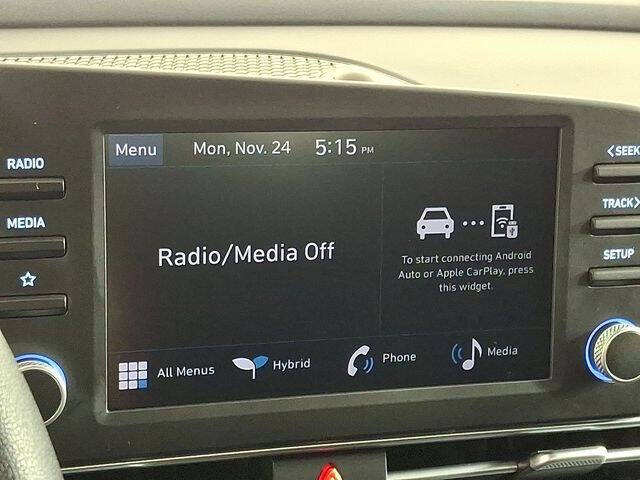 RADIO
MEDIA
Menu Mon, Nov. 24 5:15 PM
Radio/Media Off
To start connecting Android
Auto or Apple CarPlay, press
this widget.
All Menus Hybrid Phone Media
<SEEK
TRACK>
SETUP